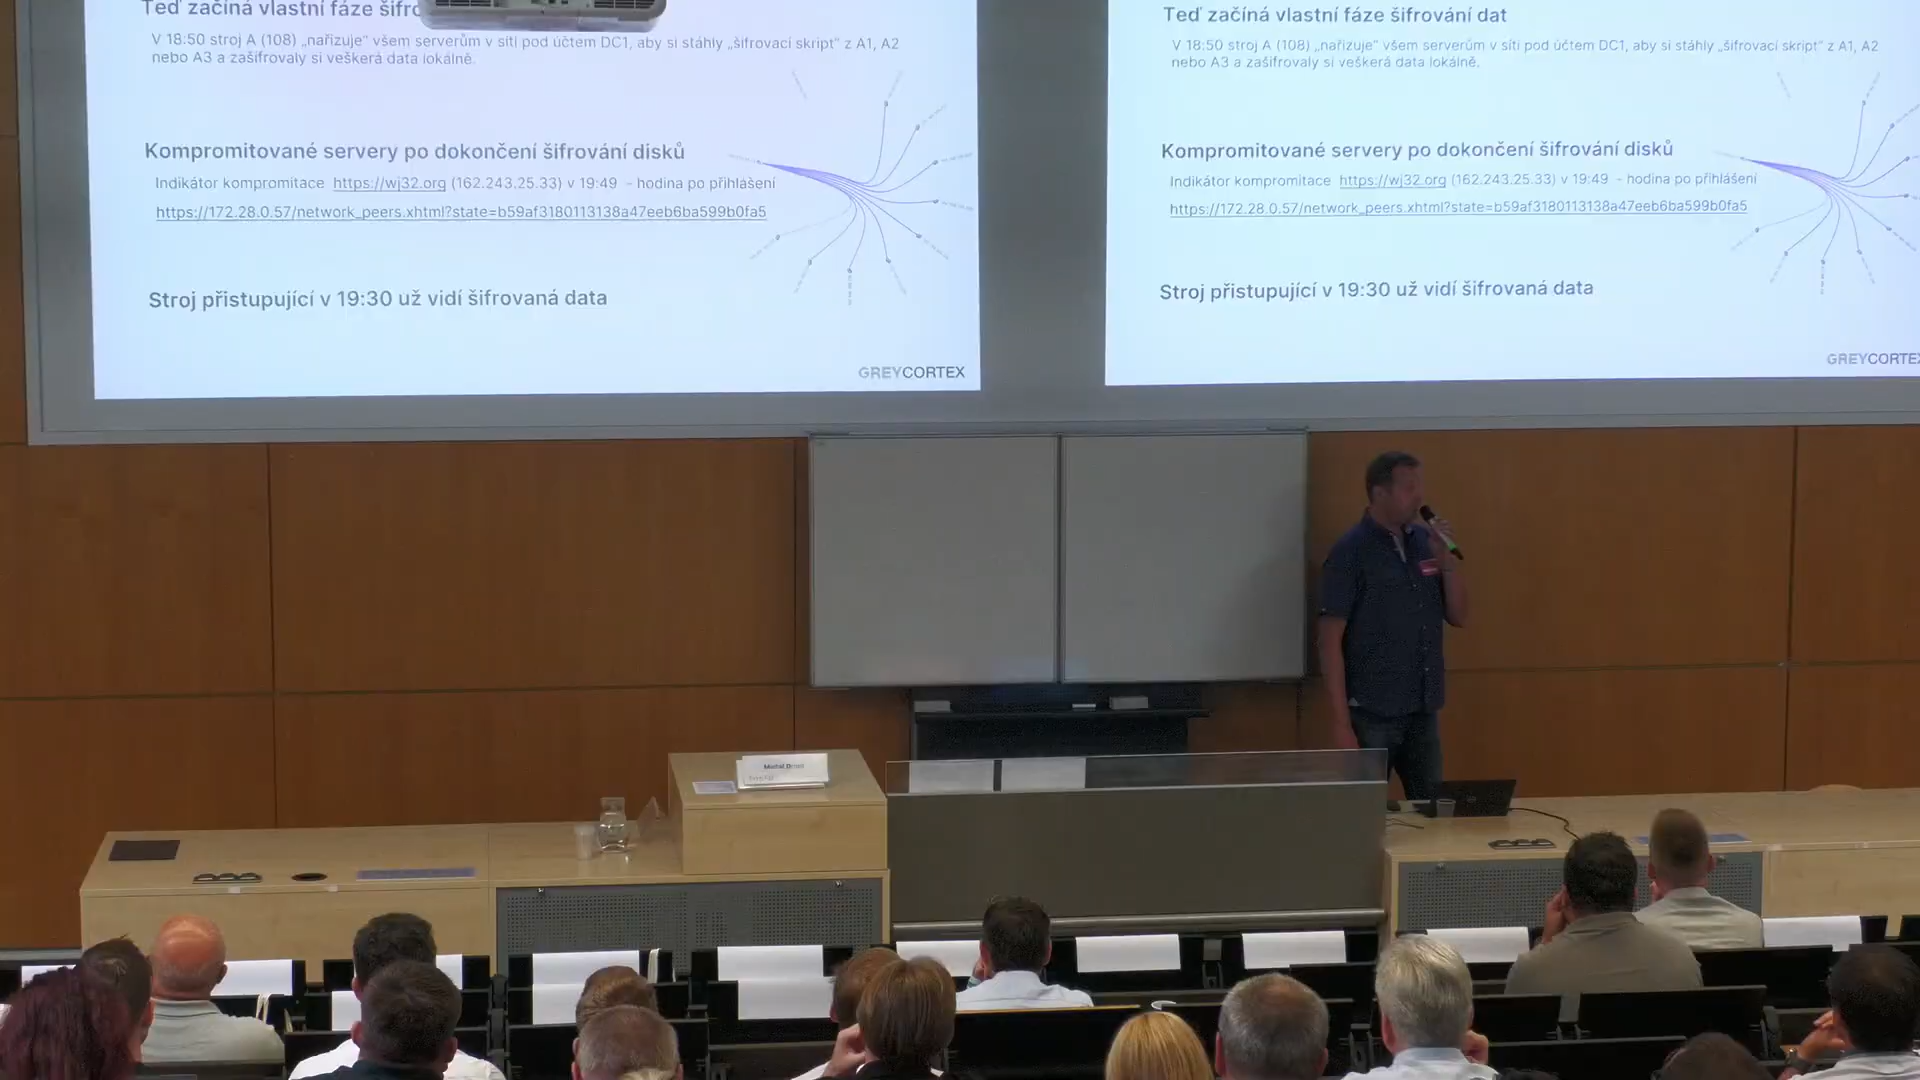 Teď začíná vlastní fáze šifro
V 18:50 stroj A (108) „nařizuje" všem serverům v síti pod účtem DC1, aby si stáhly „šifrovací skript" z A1, A2
nebo A3 a zašifrovaly si veškerá data lokálně.
Kompromitované servery po dokončení šifrování disků
Indikátor kompromitace https://wj32.org (162.243.25.33) v 19:49 - hodina po přihlášení
https://172.28.0.57/network_peers.xhtml?state=b59af3180113138a47eeb6ba599b0fa5
Stroj přistupující v 19:30 už vidí šifrovaná data
GREYCORTEX
Teď začíná vlastní fáze šifrování dat
V 18:50 stroj A (108) „nařizuje" všem serverům v síti pod účtem DC1, aby si stáhly „šifrovací skript" z A1, A2
nebo A3 a zašifrovaly si veškerá data lokálně.
Kompromitované servery po dokončení šifrování disků
Indikátor kompromitace https://wj32.org (162.243.25.33) v 19:49 - hodina po přihlášení
https://172.28.0.57/network_peers.xhtml?state=b59af3180113138a47eeb6ba599b0fa5
Stroj přistupující v 19:30 už vidí šifrovaná data
GREYCORTEX